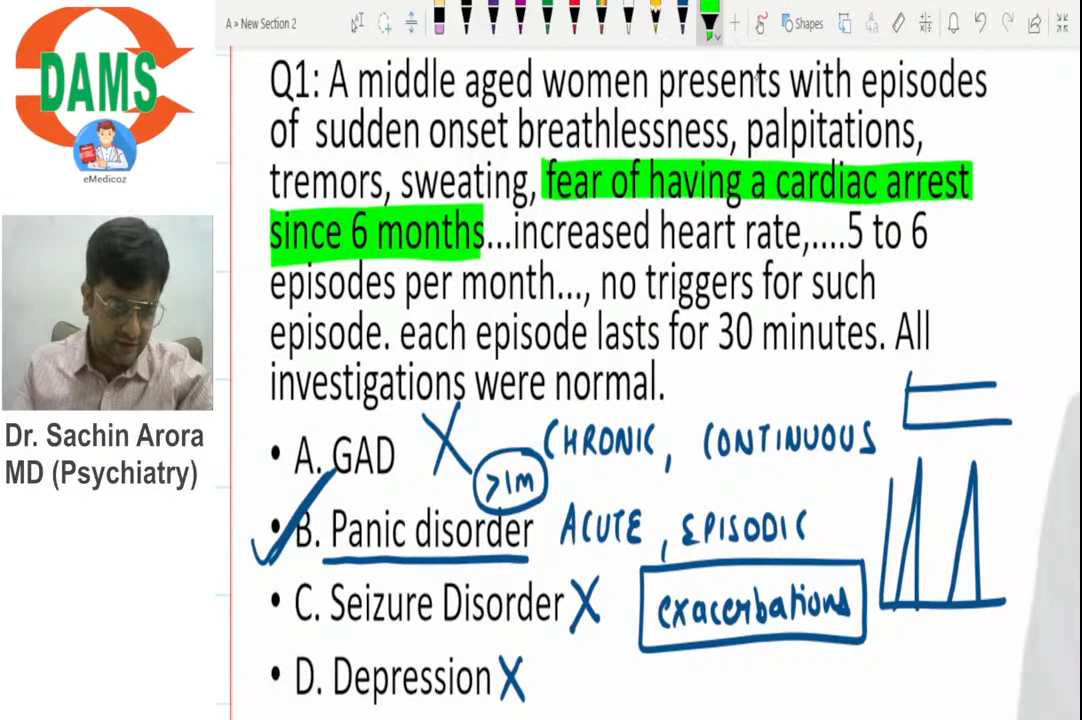 A » New Section 2
Shapes
DAMS
eMedicoz
Q1: A middle aged women presents with episodes
of sudden onset breathlessness, palpitations,
tremors, sweating, fear of having a cardiac arrest
since 6 months...increased heart rate,....5 to 6
episodes per month..., no triggers for such
episode. each episode lasts for 30 minutes. All
investigations were normal.
Dr. Sachin Arora
MD (Psychiatry)
• A. GAD X CHRONIC, CONTINUOUS
>1m
• B. Panic disorder ACUTE, EPISODIC
• C. Seizure Disorder X exacerbations
• D. Depression X